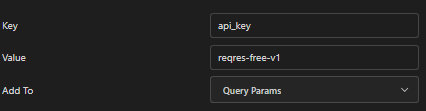 Key api_key
Value reqres-free-v1
Add To Query Params